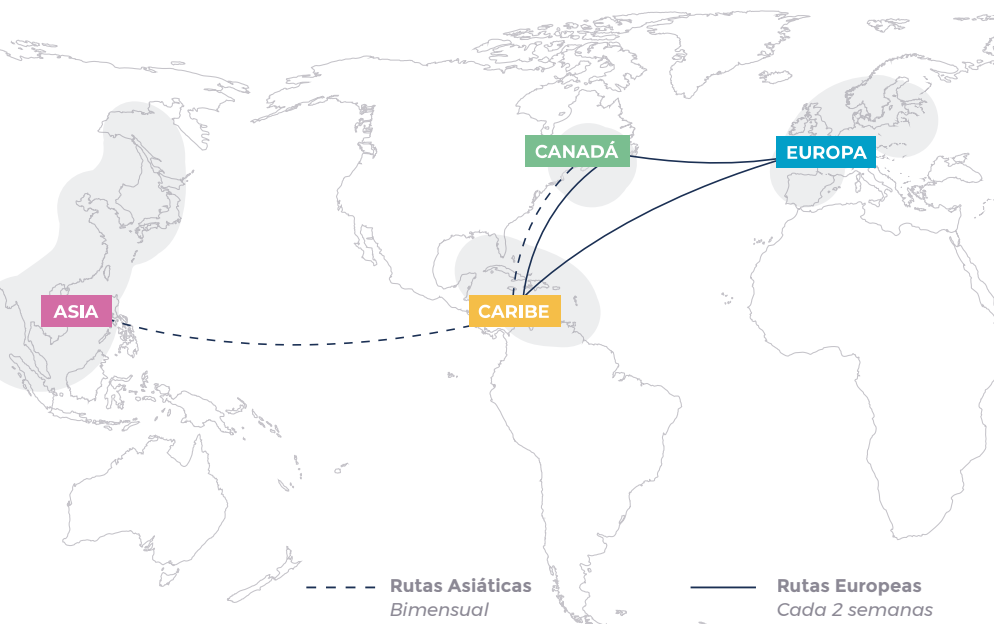 CANADÁ
EUROPA
ASIA
CARIBE
Rutas Asiáticas
Bimensual
Rutas Europeas
Cada 2 semanas